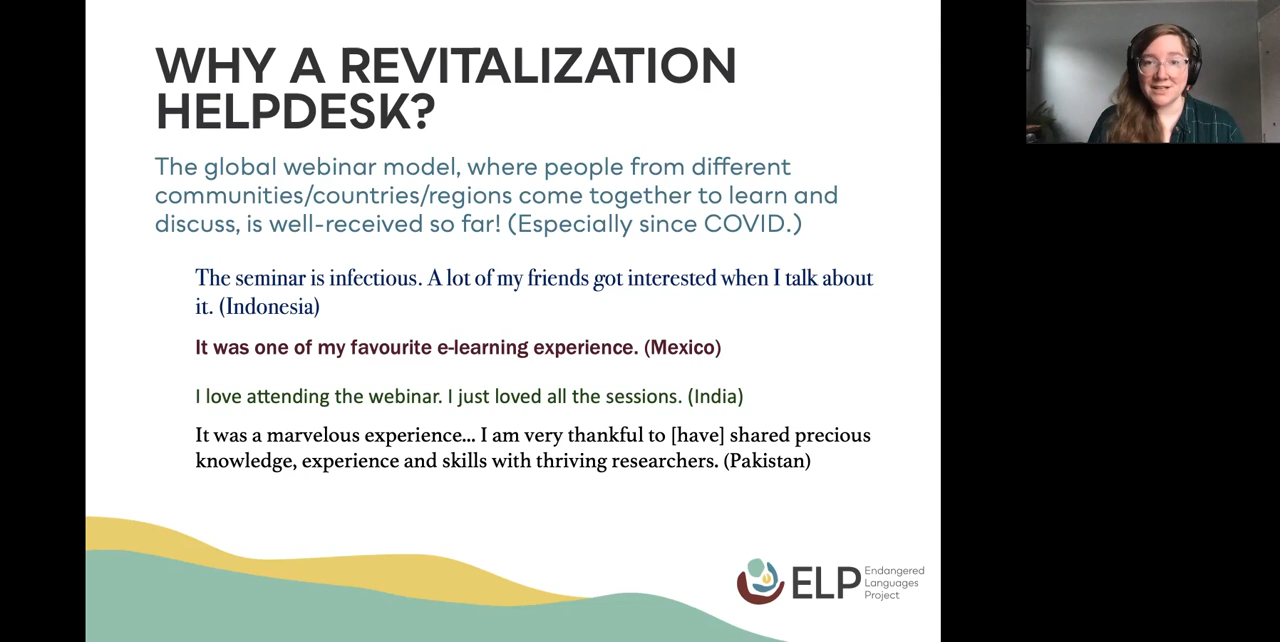 WHY A REVITALIZATION
HELPDESK?
The global webinar model, where people from different
communities/countries/regions come together to learn and
discuss, is well-received so far! (Especially since COVID.)
The seminar is infectious. A lot of my friends got interested when I talk about
it. (Indonesia)
It was one of my favourite e-learning experience. (Mexico)
I love attending the webinar. I just loved all the sessions. (India)
It was a marvelous experience... I am very thankful to [have] shared precious
knowledge, experience and skills with thriving researchers. (Pakistan)
ELP
Endangered
Languages
Project